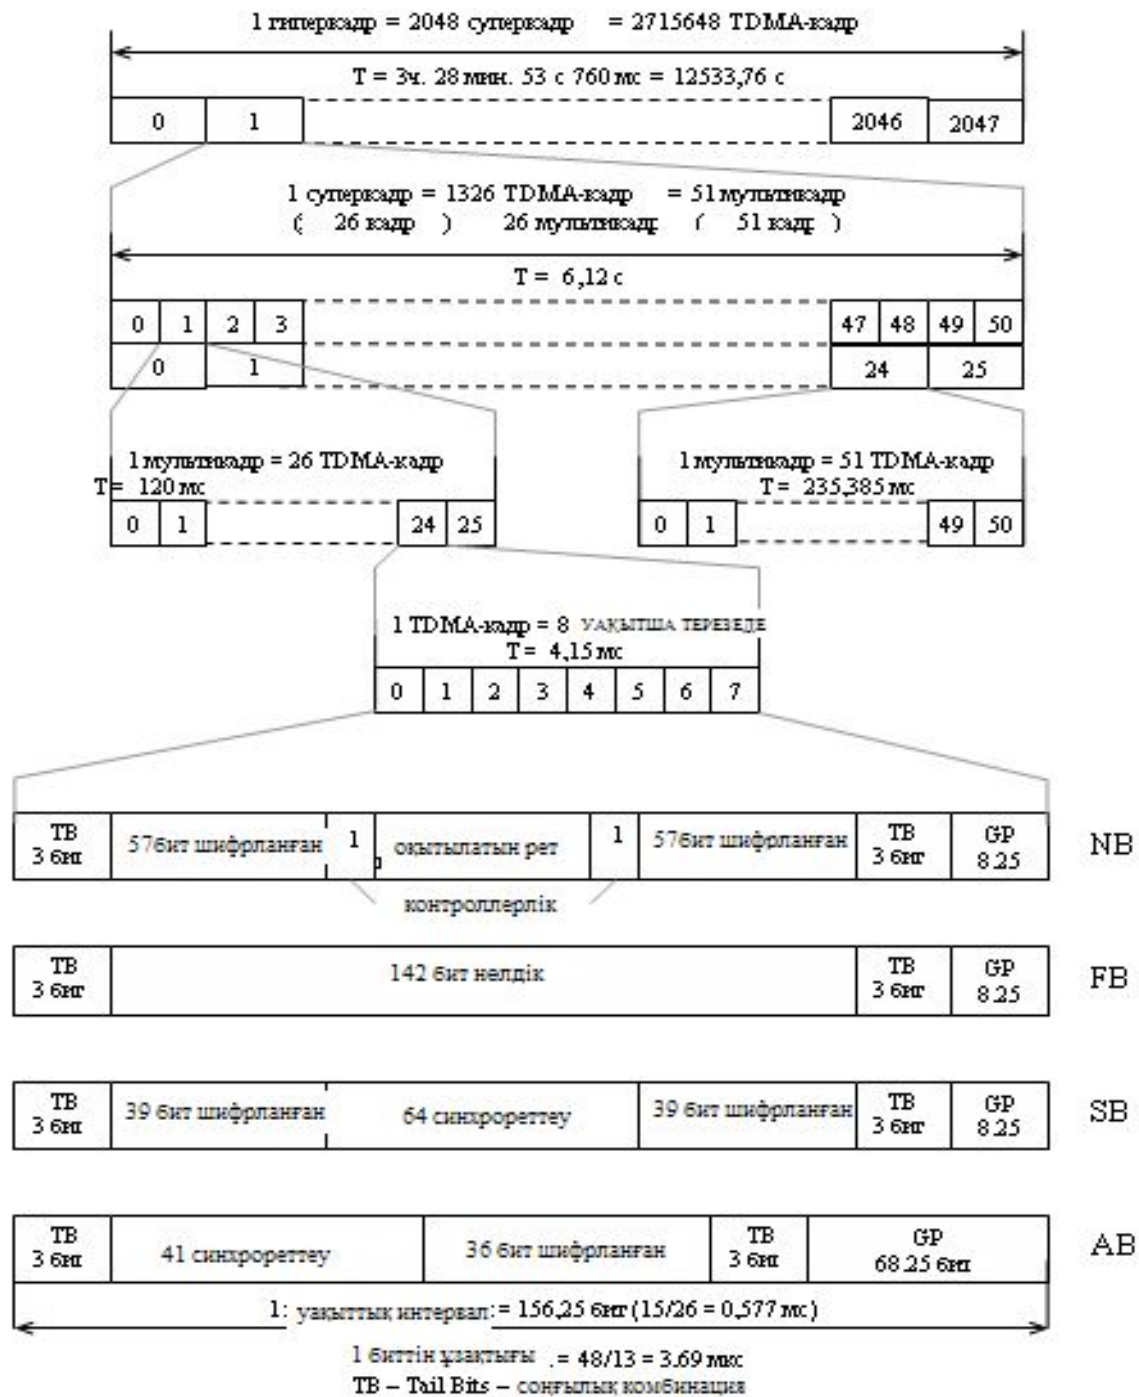 1 гиперкадр = 2048 суперкадр = 2715648 TDMA-кадр
T = 3ч. 28 мин. 53 с 760 мс = 12533,76 с
0 1 2046 2047
1 суперкадр = 1326 TDMA-кадр = 51 мультикадр
( 26 кадр ) 26 мультикадр ( 51 кадр )
T = 6,12 с
0 1 2 3 47 48 49 50
0 1 24 25
1 мультикадр = 26 TDMA-кадр 1 мультикадр = 51 TDMA-кадр
T = 120 мс T = 235,385 мс
0 1 24 25 0 1 49 50
1 TDMA-кадр = 8 УАҚЫТША ТЕРЕЗЕДЕ
T = 4,15 мс
0 1 2 3 4 5 6 7
TB 3 бит 57бит шифрланған 1 оқытылатын рет 1 57бит шифрланған TB 3 бит GP 8.25 NB
контроллерлік
TB 3 бит 142 бит нөлдік TB 3 бит GP 8.25 FB
TB 3 бит 39 бит шифрланған 64 синхрореттеу 39 бит шифрланған TB 3 бит GP 8.25 SB
TB 3 бит 41 синхрореттеу 36 бит шифрланған TB 3 бит GP 68.25 бит AB
1: уақыттық интервал: = 156,25 бит (15/26 = 0,577 мс)
1 биттін ұзақтығы .= 48/13 = 3.69 мкс
TB – Tail Bits – соңғылық комбинация